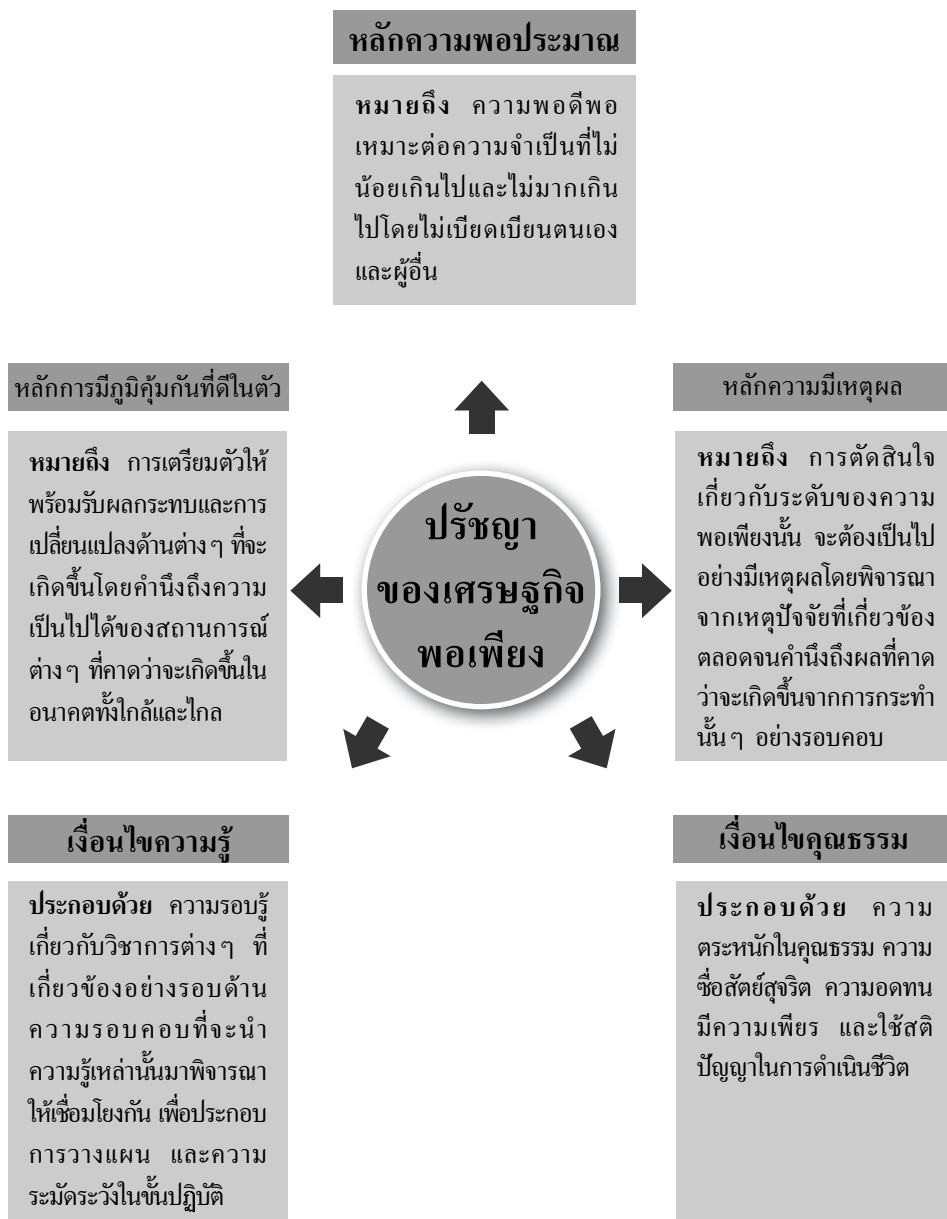 หลักความพอประมาณ
หมายถึง ความพอดีพอ
เหมาะต่อความจำเป็นที่ไม่
น้อยเกินไปและไม่มากเกิน
ไปโดยไม่เบียดเบียนตนเอง
และผู้อื่น
หลักการมีภูมิคุ้มกันที่ดีในตัว
หมายถึง การเตรียมตัวให้
พร้อมรับผลกระทบและการ
เปลี่ยนแปลงด้านต่างๆ ที่จะ
เกิดขึ้นโดยคำนึงถึงความ
เป็นไปได้ของสถานการณ์
ต่างๆ ที่คาดว่าจะเกิดขึ้นใน
อนาคตทั้งใกล้และไกล
ปรัชญา
ของเศรษฐกิจ
พอเพียง
หลักความมีเหตุผล
หมายถึง การตัดสินใจ
เกี่ยวกับระดับของความ
พอเพียงนั้น จะต้องเป็นไป
อย่างมีเหตุผลโดยพิจารณา
จากเหตุปัจจัยที่เกี่ยวข้อง
ตลอดจนคำนึงถึงผลที่คาด
ว่าจะเกิดขึ้นจากการกระทำ
นั้นๆ อย่างรอบคอบ
เงื่อนไขความรู้
ประกอบด้วย ความรอบรู้
เกี่ยวกับวิชาการต่างๆ ที่
เกี่ยวข้องอย่างรอบด้าน
ความรอบคอบที่จะนำ
ความรู้เหล่านั้นมาพิจารณา
ให้เชื่อมโยงกัน เพื่อประกอบ
การวางแผน และความ
ระมัดระวังในขั้นปฏิบัติ
เงื่อนไขคุณธรรม
ประกอบด้วย ความ
ตระหนักในคุณธรรม ความ
ซื่อสัตย์สุจริต ความอดทน
มีความเพียร และใช้สติ
ปัญญาในการดำเนินชีวิต